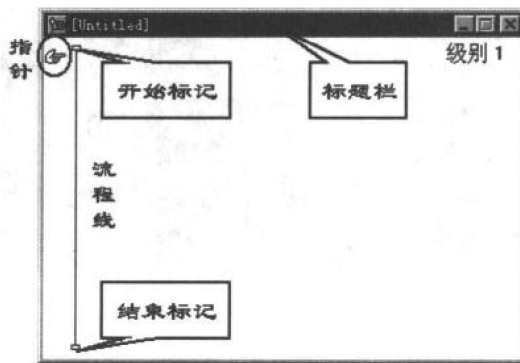 [Untitled]
指针
级别 1
开始标记
标题栏
流程线
结束标记